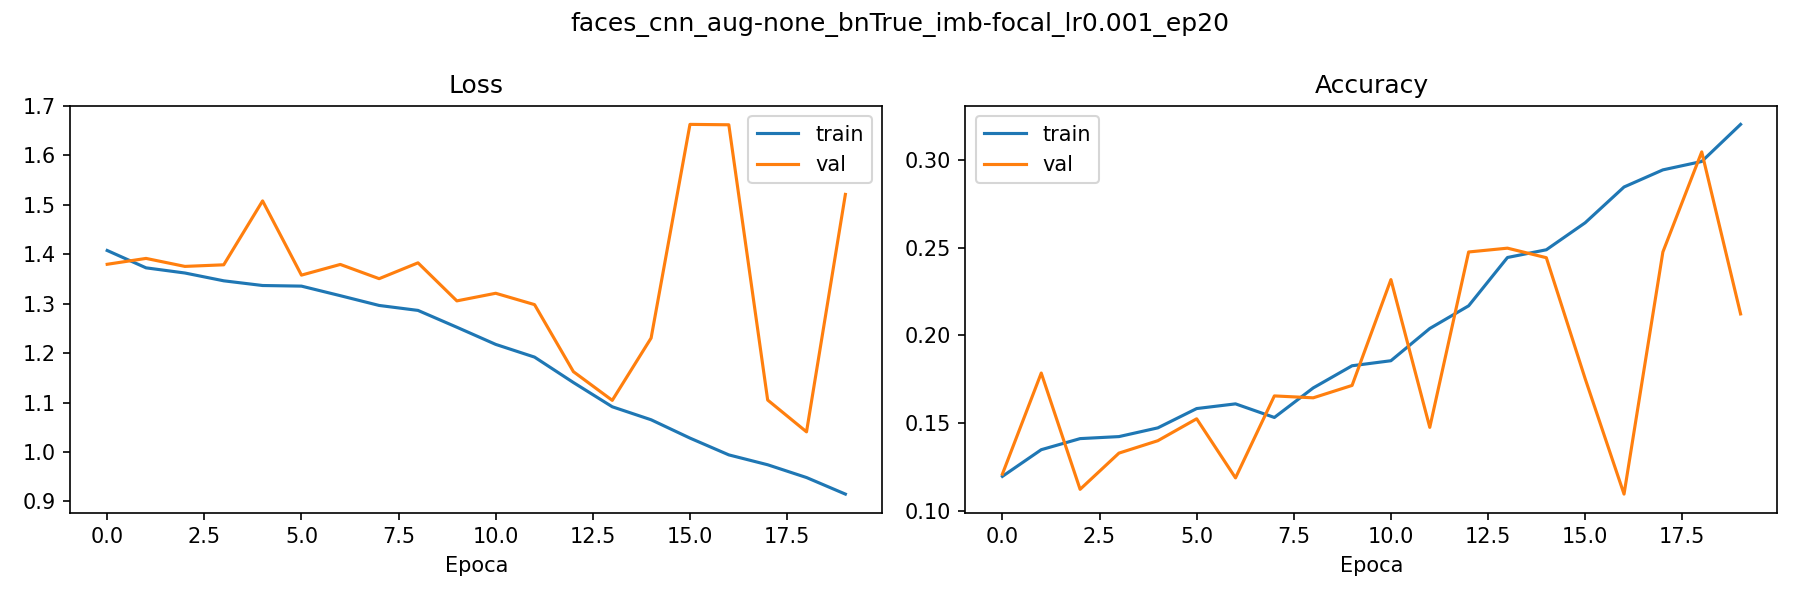 faces_cnn_aug-none_bnTrue_imb-focal_lr0.001_ep20
Loss
1.7
1.6
1.5
1.4
1.3
1.2
1.1
1.0
0.9
train
val
0.0 2.5 5.0 7.5 10.0 12.5 15.0 17.5
Epoca
Accuracy
train
val
0.30
0.25
0.20
0.15
0.10
0.0 2.5 5.0 7.5 10.0 12.5 15.0 17.5
Epoca